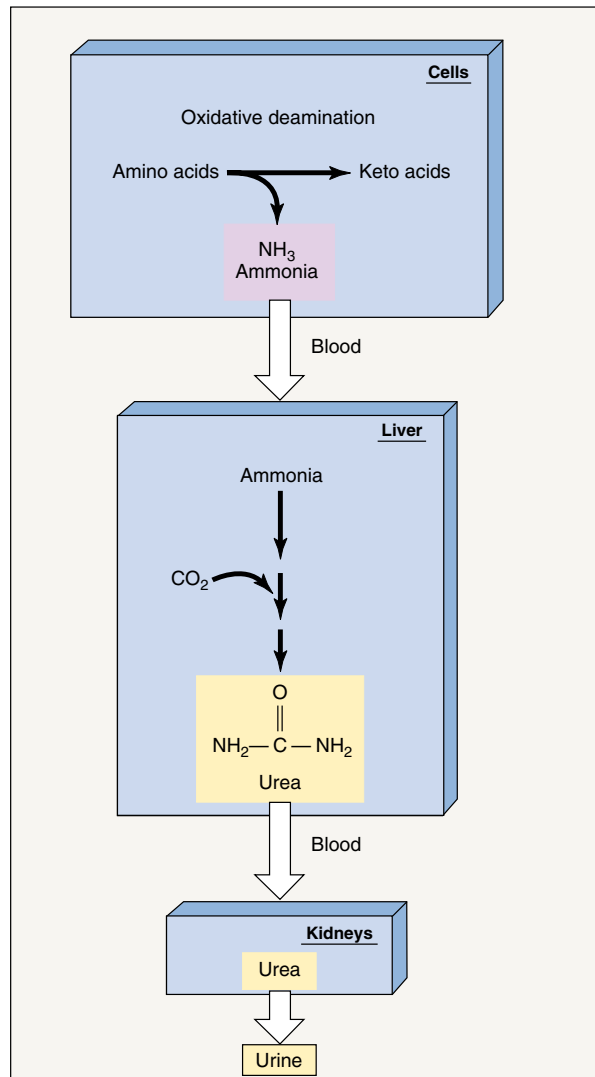 Cells
Oxidative deamination
Amino acids Keto acids
NH₃
Ammonia
Blood
Liver
Ammonia
CO₂
O
NH₂—C—NH₂
Urea
Blood
Kidneys
Urea
Urine